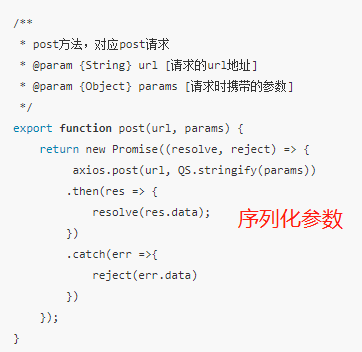 /**
 * post方法，对应post请求
 * @param {String} url [请求的url地址]
 * @param {Object} params [请求时携带的参数]
 */
export function post(url, params) {
    return new Promise((resolve, reject) => {
         axios.post(url, QS.stringify(params))
        .then(res => {
            resolve(res.data);
        })
        .catch(err =>{
            reject(err.data)
        })
    });
}
序列化参数